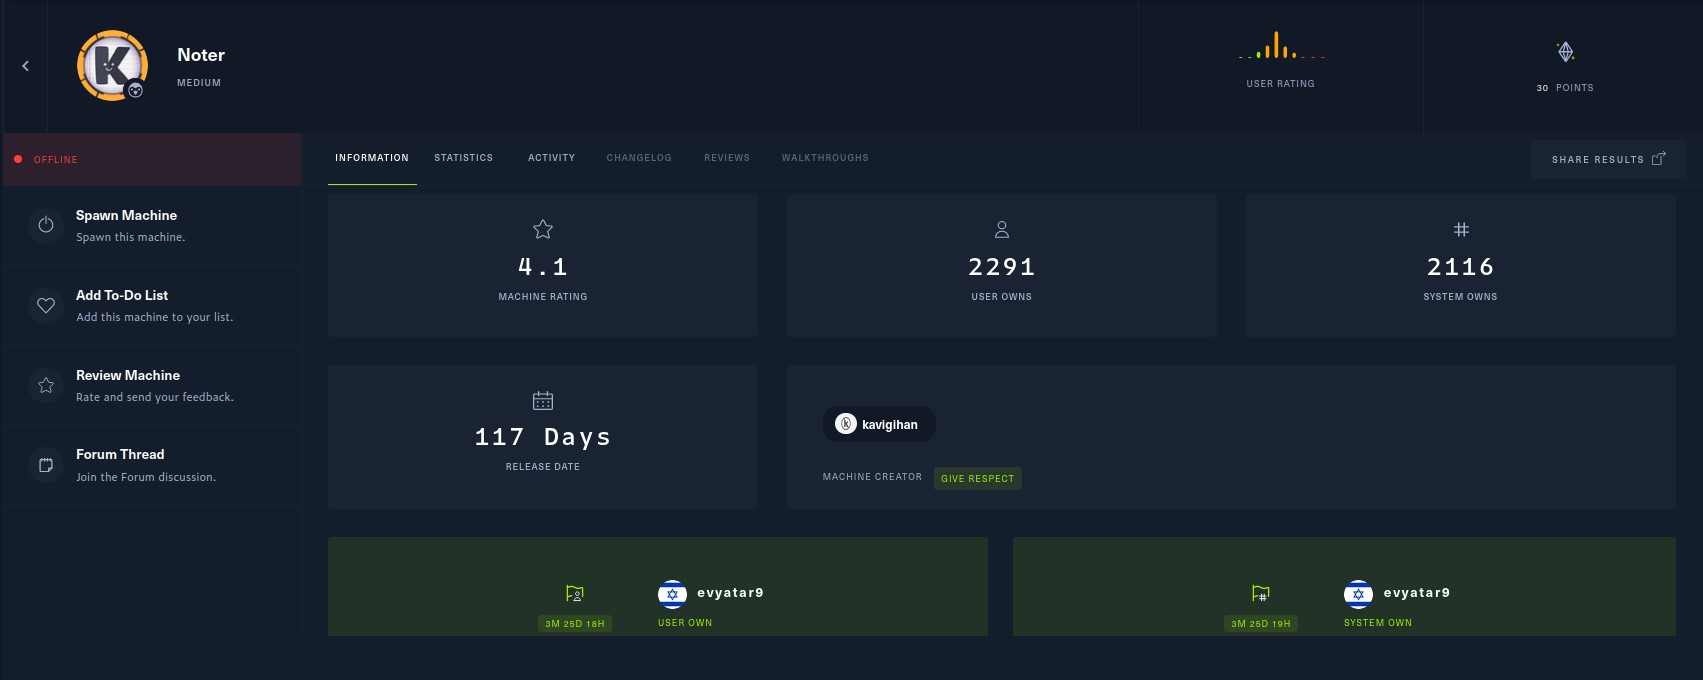 Noter
MEDIUM
USER RATING
30 POINTS
OFFLINE
INFORMATION STATISTICS ACTIVITY CHANGELOG REVIEWS WALKTHROUGHS
SHARE RESULTS
Spawn Machine
Spawn this machine.
Add To-Do List
Add this machine to your list.
Review Machine
Rate and send your feedback.
Forum Thread
Join the Forum discussion.
4.1
MACHINE RATING
2291
USER OWNS
2116
SYSTEM OWNS
117 Days
RELEASE DATE
kavigihan
MACHINE CREATOR GIVE RESPECT
evyatar9
3M 25D 18H USER OWN
evyatar9
3M 25D 19H SYSTEM OWN